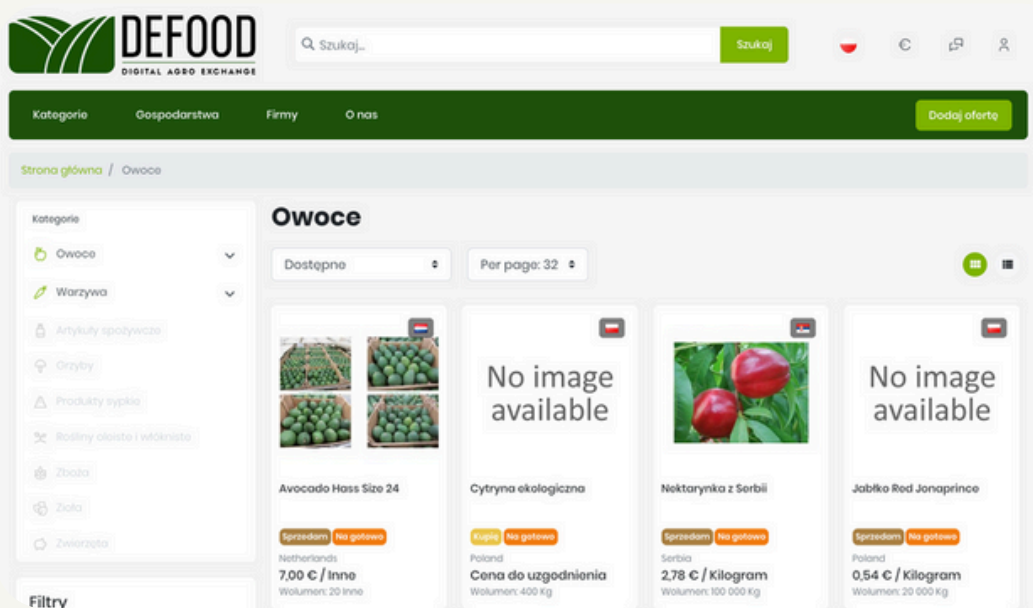 DEFOOD
DIGITAL AGRO EXCHANGE
Szukaj...
Szukaj
€
Kategorie
Gospodarstwa
Firmy
O nas
Dodaj ofertę
Strona główna / Owoce
Kategorie
Owoce
Warzywa
Artykuły spożywcze
Grzyby
Produkty sypkie
Rośliny oleiste i włókniste
Zboża
Zioła
Zwierzęta
Filtry
Owoce
Dostępne
Per page: 32
Avocado Hass Size 24
Sprzedam Na gotowo
Netherlands
7,00 € / Inne
Wolumen: 20 Inne
No image
available
Cytryna ekologiczna
Kupię Na gotowo
Poland
Cena do uzgodnienia
Wolumen: 400 Kg
Nektarynka z Serbii
Sprzedam Na gotowo
Serbia
2,78 € / Kilogram
Wolumen: 100 000 Kg
No image
available
Jabłko Red Jonaprince
Sprzedam Na gotowo
Poland
0,54 € / Kilogram
Wolumen: 20 000 Kg